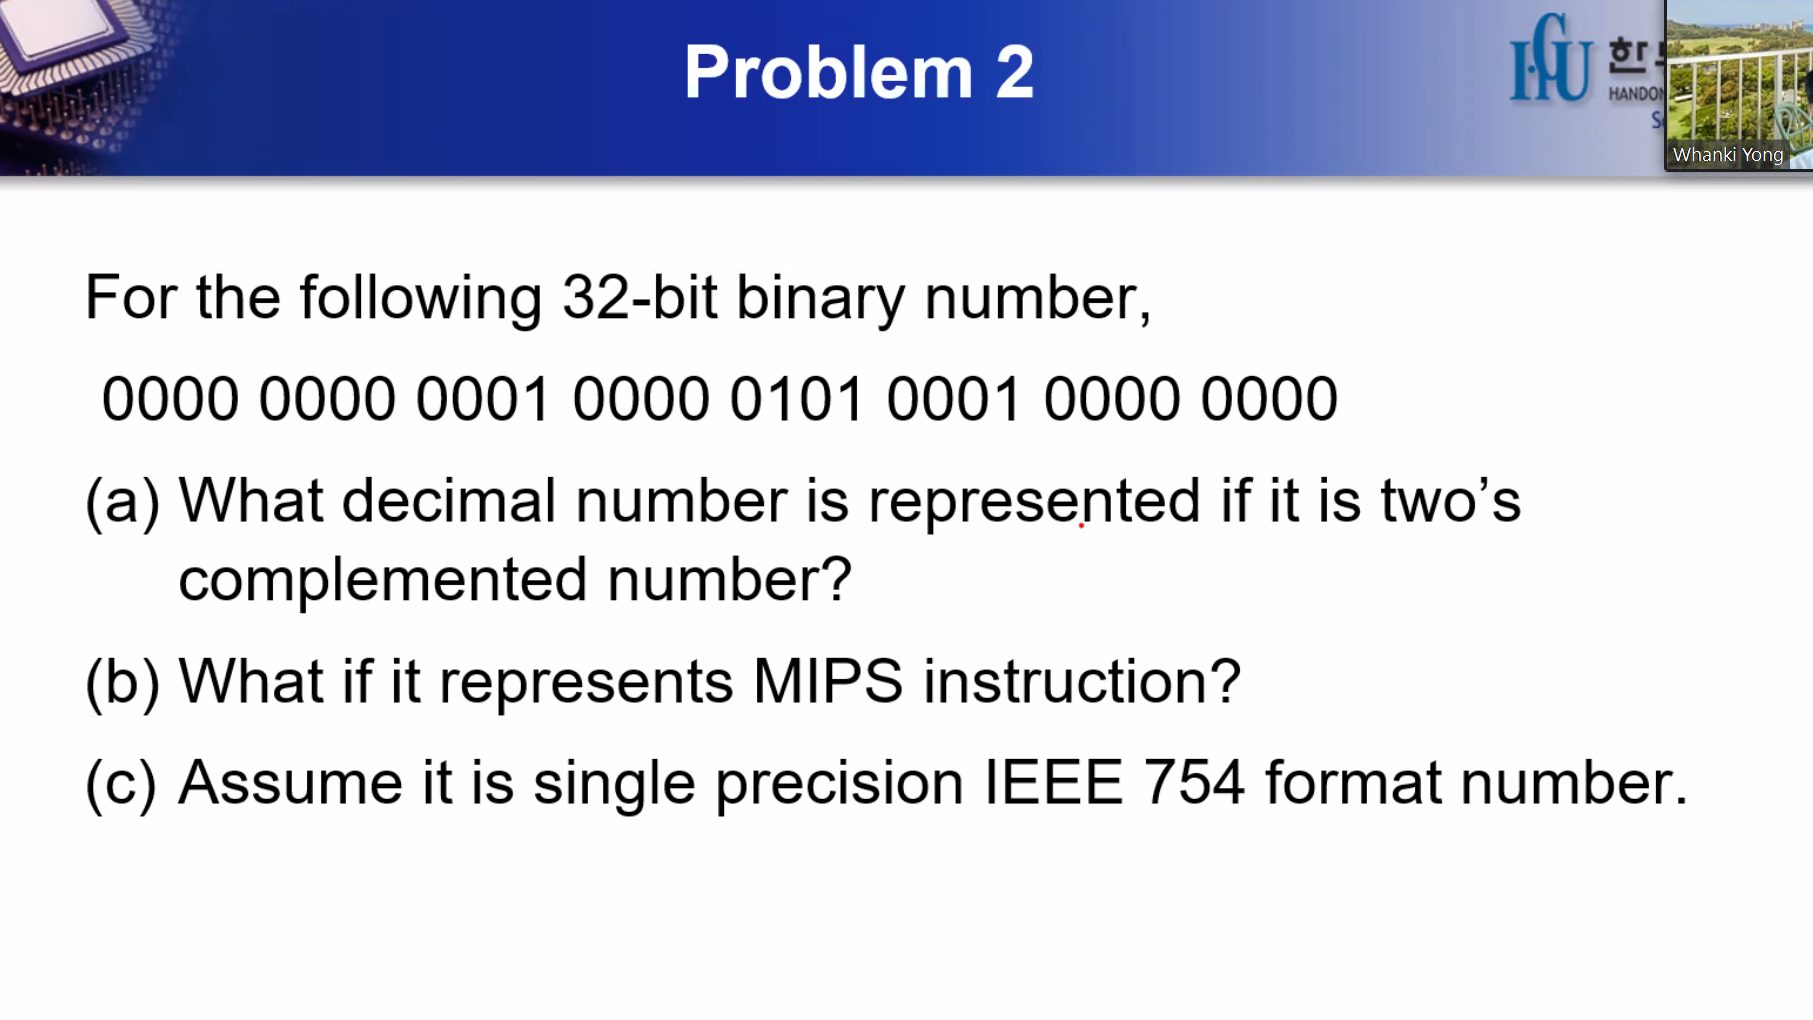 Problem 2
한
HANDON
Whanki Yong
For the following 32-bit binary number,
0000 0000 0001 0000 0101 0001 0000 0000
(a) What decimal number is represented if it is two’s
complemented number?
(b) What if it represents MIPS instruction?
(c) Assume it is single precision IEEE 754 format number.